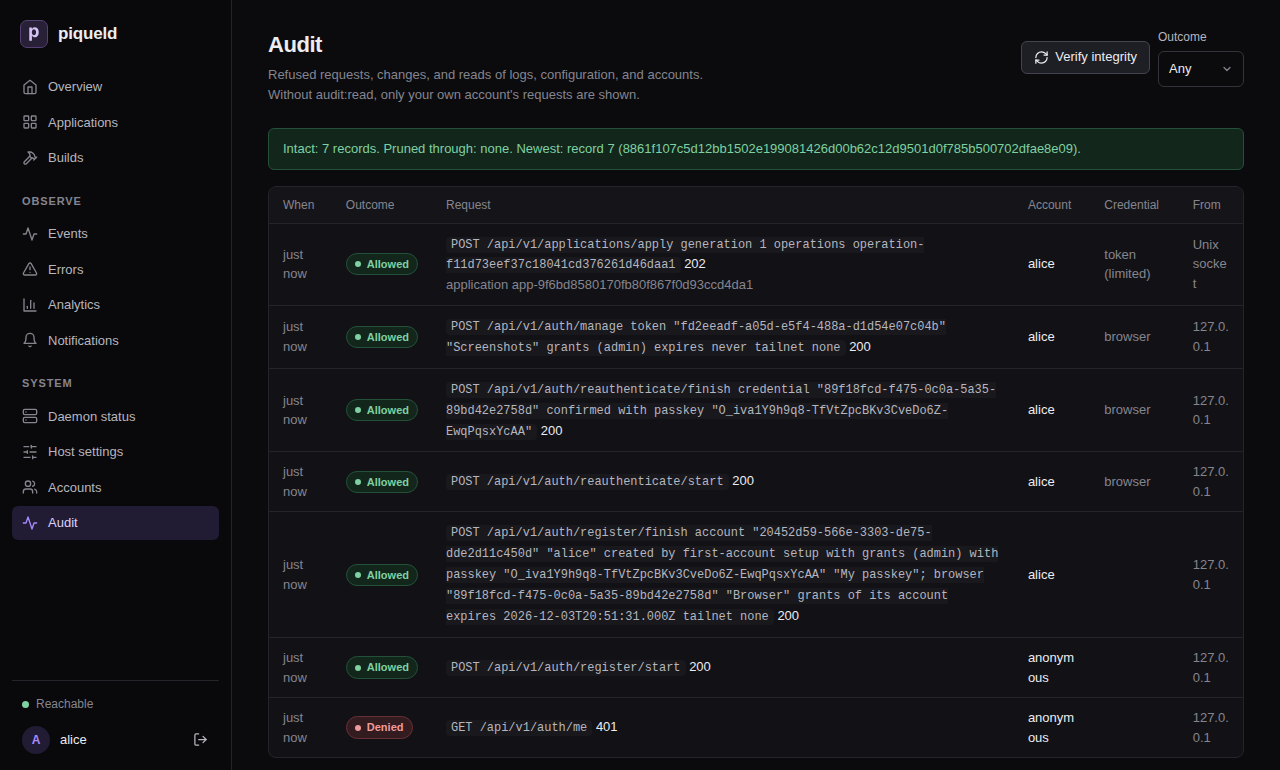 p piqueld
Overview
Applications
Builds
OBSERVE
Events
Errors
Analytics
Notifications
SYSTEM
Daemon status
Host settings
Accounts
Audit
Reachable
A alice
Audit
Refused requests, changes, and reads of logs, configuration, and accounts.
Without audit:read, only your own account's requests are shown.
Verify integrity
Outcome
Any
Intact: 7 records. Pruned through: none. Newest: record 7 (8861f107c5d12bb1502e199081426d00b62c12d9501d0f785b500702dfae8e09).
When Outcome Request Account Credential From
just
now
Allowed
POST /api/v1/applications/apply generation 1 operations operation-
f11d73eef37c18041cd376261d46daa1 202
application app-9f6bd8580170fb80f867f0d93ccd4da1
alice
token
(limited)
Unix
socke
t
just
now
Allowed
POST /api/v1/auth/manage token "fd2eeadf-a05d-e5f4-488a-d1d54e07c04b"
"Screenshots" grants (admin) expires never tailnet none 200
alice
browser
127.0.
0.1
just
now
Allowed
POST /api/v1/auth/reauthenticate/finish credential "89f18fcd-f475-0c0a-5a35-
89bd42e2758d" confirmed with passkey "O_iva1Y9h9q8-TfVtZpcBKv3CveDo6Z-
EwqPqsxYcAA" 200
alice
browser
127.0.
0.1
just
now
Allowed
POST /api/v1/auth/reauthenticate/start 200
alice
browser
127.0.
0.1
just
now
Allowed
POST /api/v1/auth/register/finish account "20452d59-566e-3303-de75-
dde2d11c450d" "alice" created by first-account setup with grants (admin) with
passkey "O_iva1Y9h9q8-TfVtZpcBKv3CveDo6Z-EwqPqsxYcAA" "My passkey"; browser
"89f18fcd-f475-0c0a-5a35-89bd42e2758d" "Browser" grants of its account
expires 2026-12-03T20:51:31.000Z tailnet none 200
alice
127.0.
0.1
just
now
Allowed
POST /api/v1/auth/register/start 200
anonym
ous
127.0.
0.1
just
now
Denied
GET /api/v1/auth/me 401
anonym
ous
127.0.
0.1